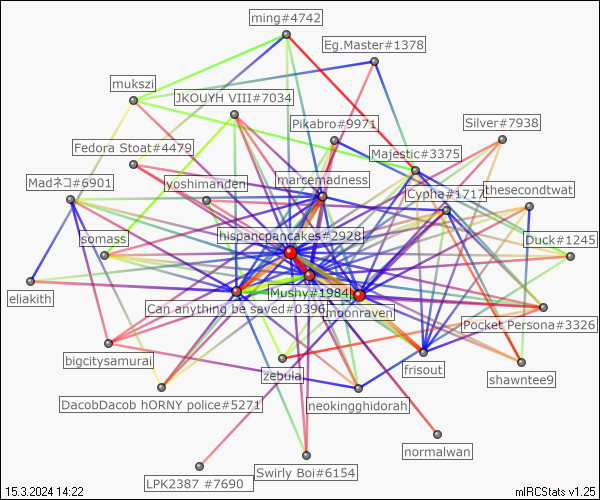 ming#4742
Eg.Master#1378
mukszi
JKOUYH VIII#7034
Pikabro#9971
Silver#7938
Fedora Stoat#4479
Majestic#3375
Madネコ#6901
yoshimanden
marcemadness
Cypha#1717
thesecondtwat
somass
hispancpancakes#2928
Duck#1245
eliakith
Can anything be saved#0396
Mushy#1984
moonraven
Pocket Persona#3326
bigcitysamurai
zebula
frisout
shawntee9
DacobDacob hORNY police#5271
neokingghidorah
normalwan
LPK2387 #7690
Swirly Boi#6154
15.3.2024 14:22
mIRCStats v1.25